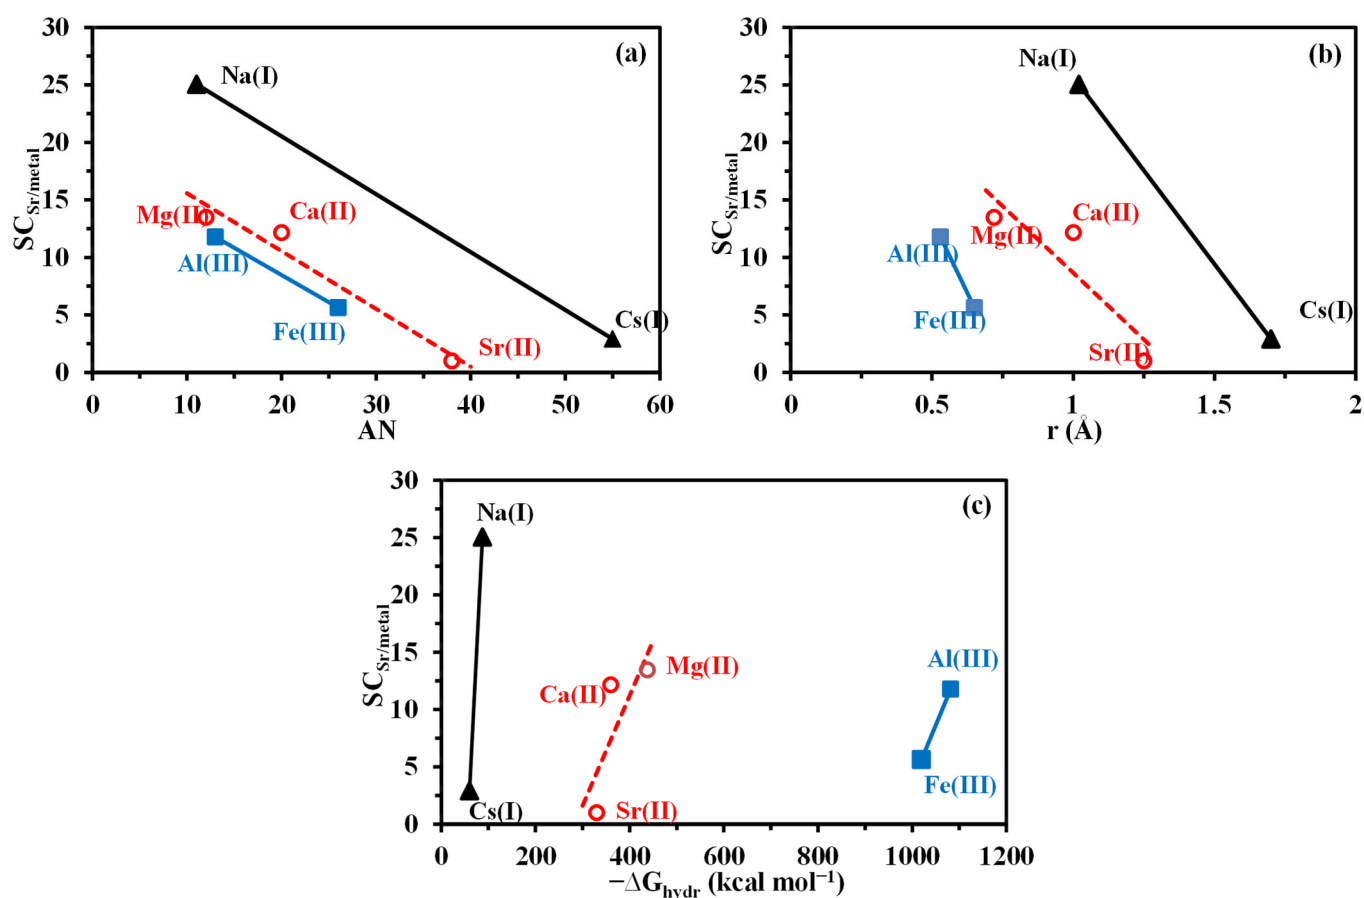 30
25
20
15
10
5
0
SC_Sr/metal
(a)
Na(I)
Mg(II)
Ca(II)
Al(III)
Fe(III)
Sr(II)
Cs(I)
0 10 20 30 40 50 60
AN
30
25
20
15
10
5
0
SC_Sr/metal
(b)
Na(I)
Ca(II)
Mg(II)
Al(III)
Fe(III)
Cs(I)
Sr(II)
0 0.5 1 1.5 2
r (Å)
30
25
20
15
10
5
0
SC_Sr/metal
(c)
Na(I)
Al(III)
Mg(II)
Ca(II)
Fe(III)
Cs(I)
Sr(II)
0 200 400 600 800 1000 1200
−ΔG_hydr (kcal mol⁻¹)